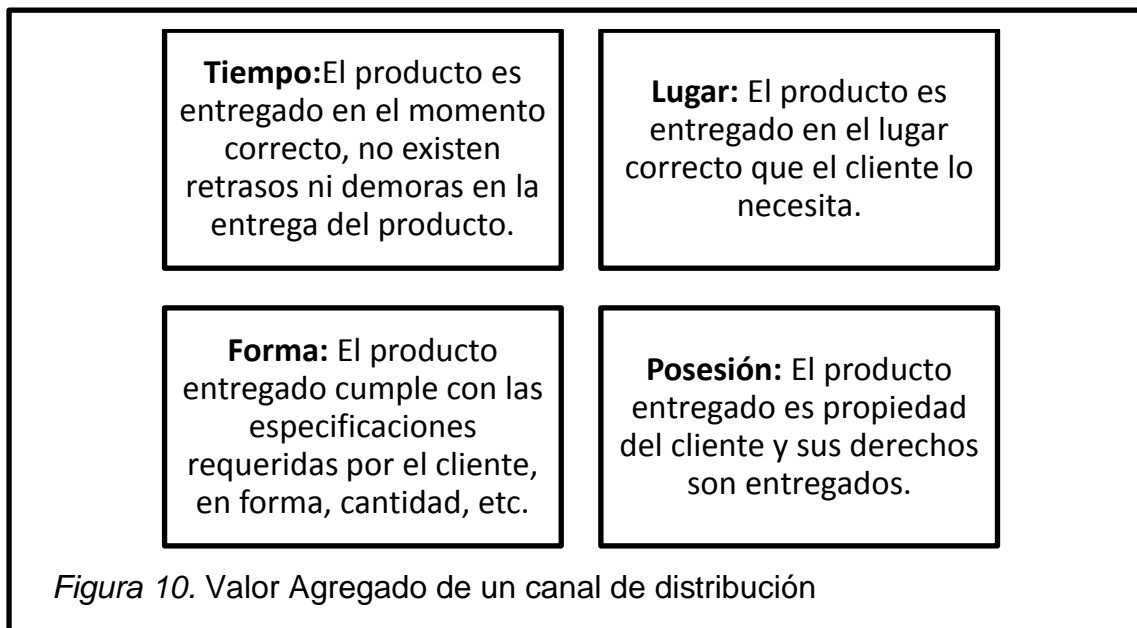 Tiempo:El producto es
entregado en el momento
correcto, no existen
retrasos ni demoras en la
entrega del producto.
Lugar: El producto es
entregado en el lugar
correcto que el cliente lo
necesita.
Forma: El producto
entregado cumple con las
especificaciones
requeridas por el cliente,
en forma, cantidad, etc.
Posesión: El producto
entregado es propiedad
del cliente y sus derechos
son entregados.
Figura 10. Valor Agregado de un canal de distribución